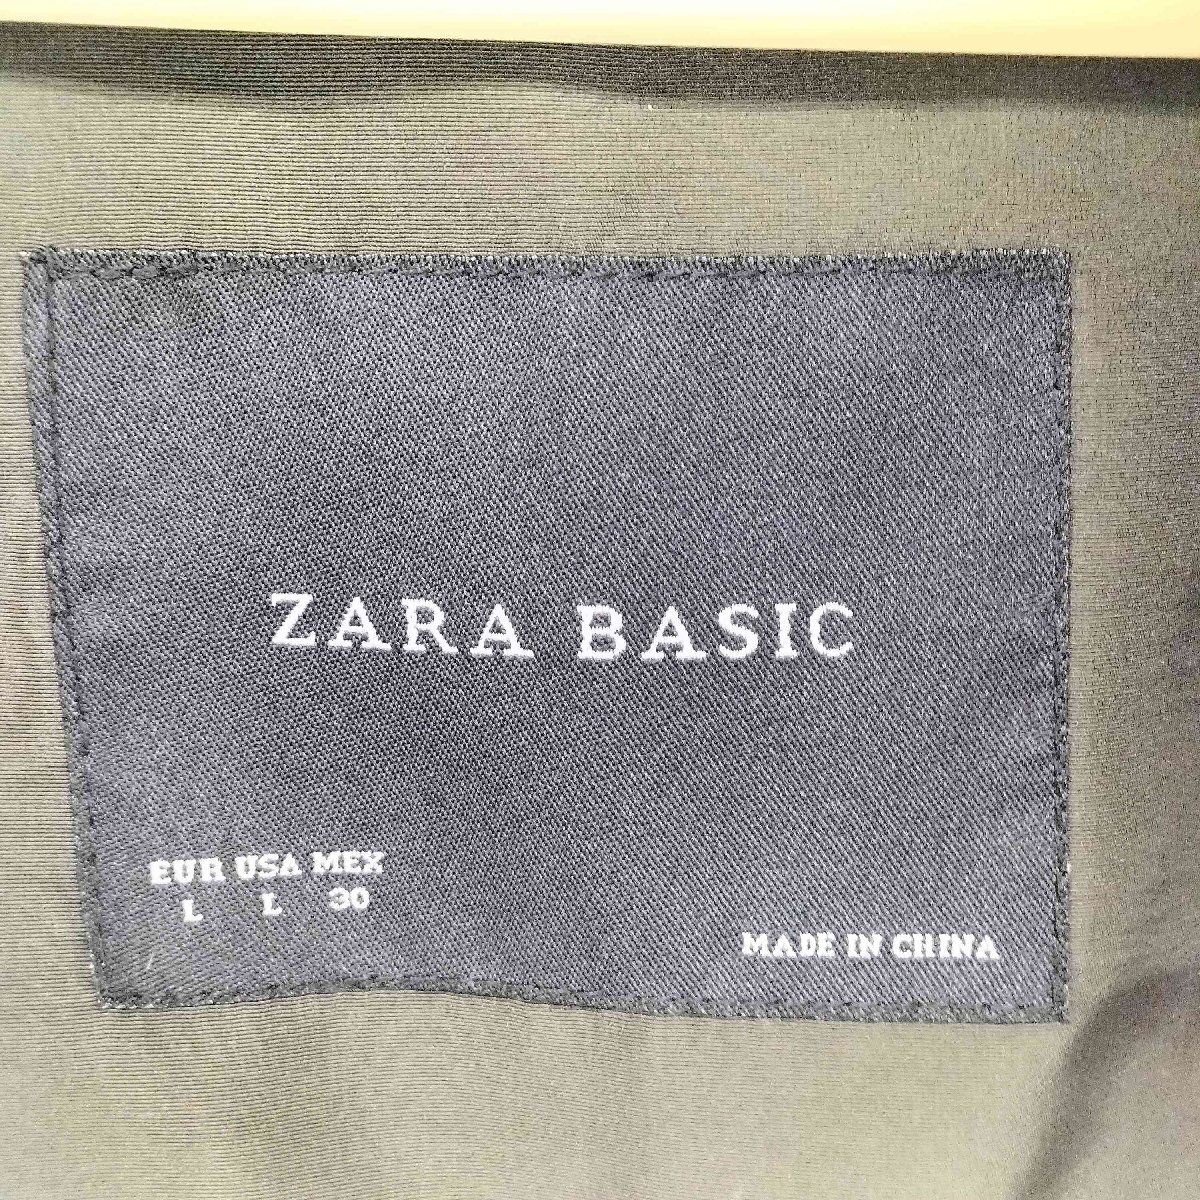 ZARA BASIC
EUR USA MEX
L L 30
MADE IN CHINA